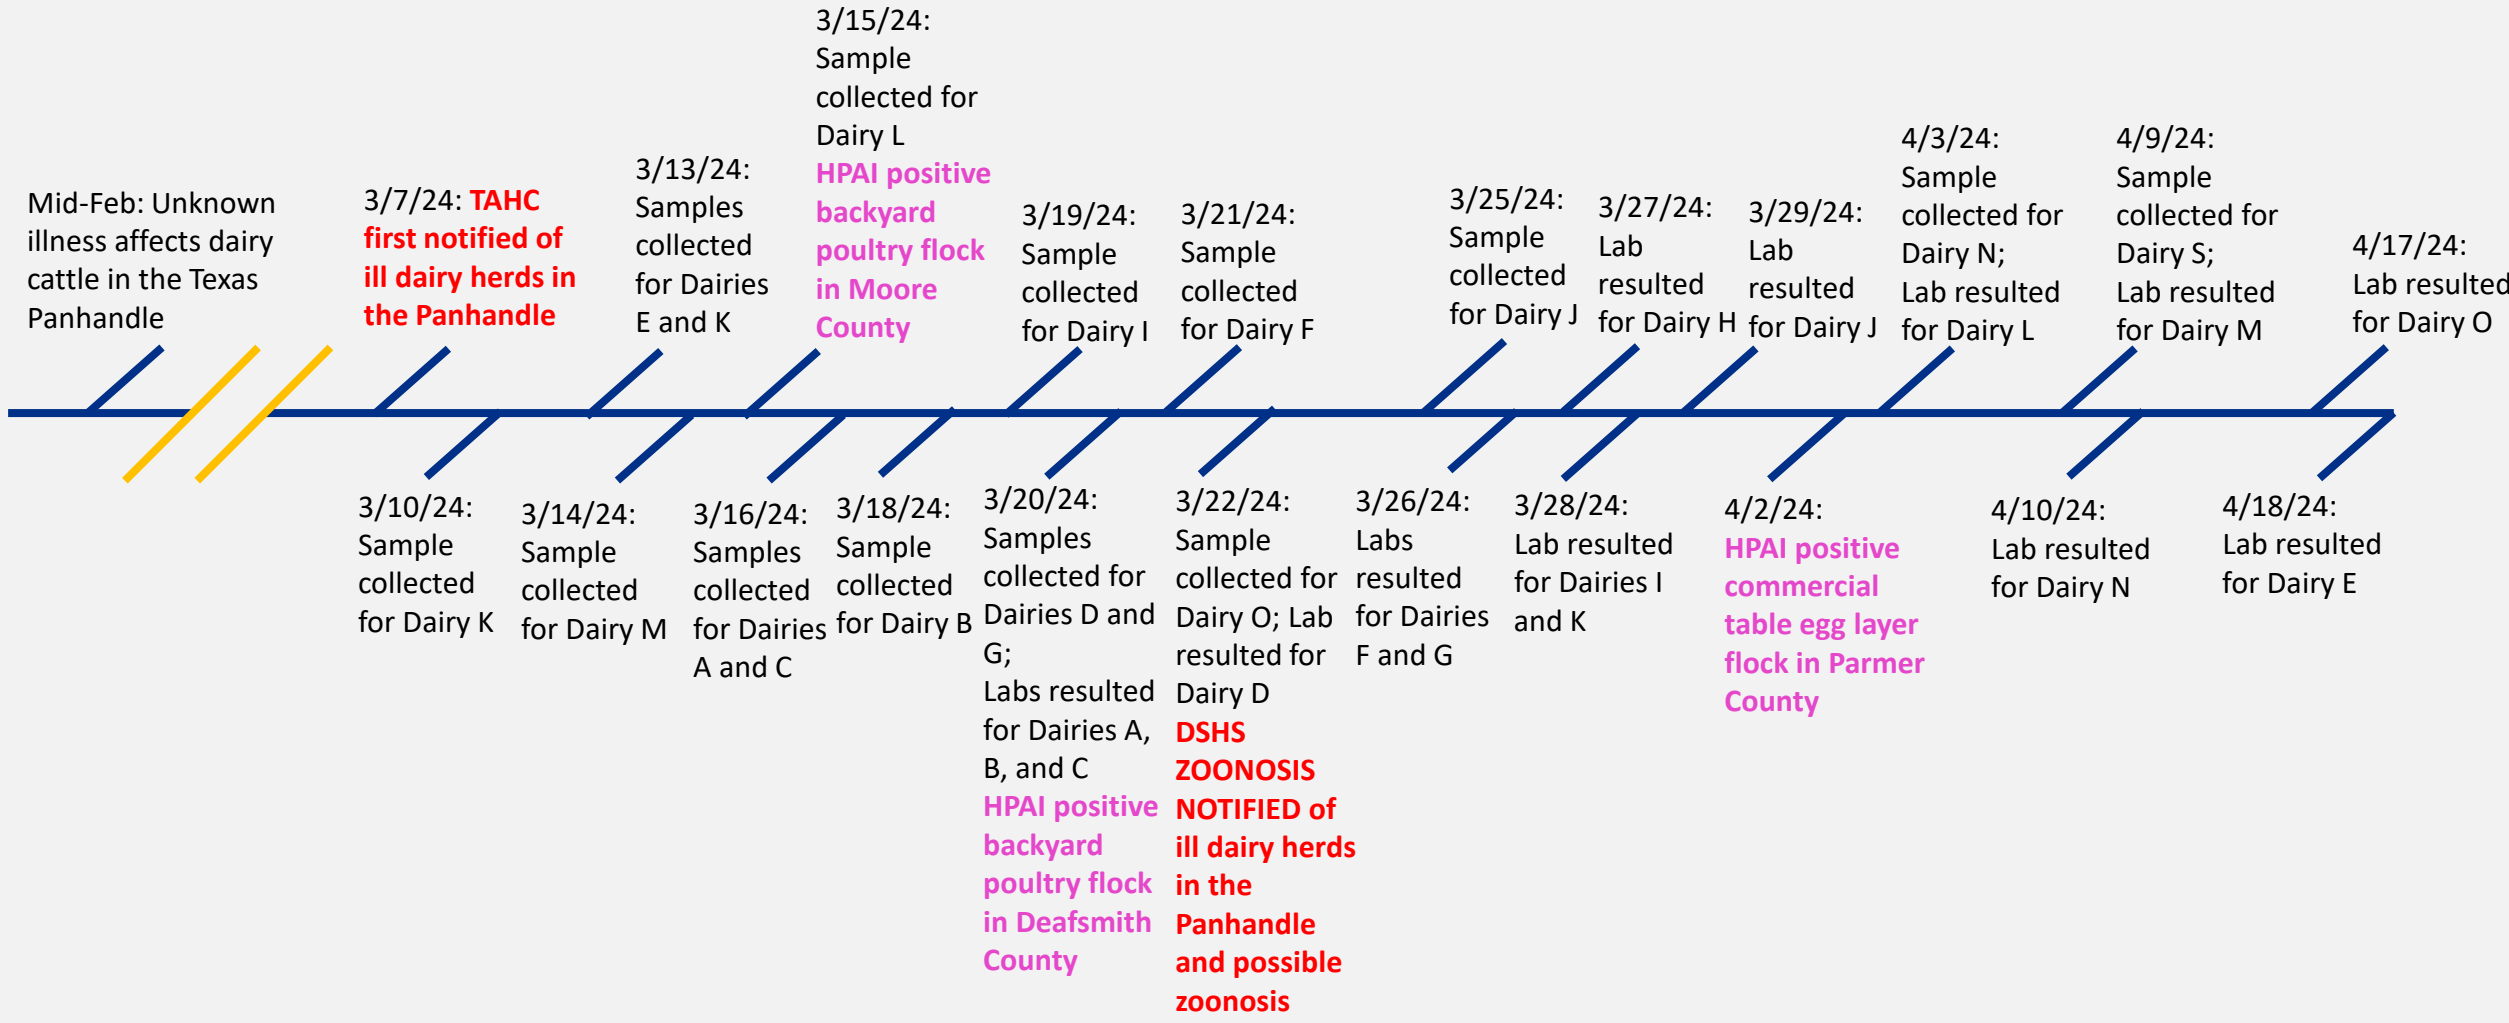 Mid-Feb: Unknown
illness affects dairy
cattle in the Texas
Panhandle
3/7/24: TAHC
first notified of
ill dairy herds in
the Panhandle
3/10/24:
Sample
collected
for Dairy K
3/13/24:
Samples
collected
for Dairies
E and K
3/14/24:
Sample
collected
for Dairy M
3/15/24:
Sample
collected for
Dairy L
HPAI positive
backyard
poultry flock
in Moore
County
3/16/24:
Samples
collected
for Dairies
A and C
3/18/24:
Sample
collected
for Dairy B
3/19/24:
Sample
collected
for Dairy I
3/20/24:
Samples
collected for
Dairies D and
G;
Labs resulted
for Dairies A,
B, and C
HPAI positive
backyard
poultry flock
in Deafsmith
County
3/21/24:
Sample
collected
for Dairy F
3/22/24:
Sample
collected for
Dairy O; Lab
resulted for
Dairy D
DSHS
ZOONOSIS
NOTIFIED of
ill dairy herds
in the
Panhandle
and possible
zoonosis
3/25/24:
Sample
collected
for Dairy J
3/26/24:
Labs
resulted
for Dairies
F and G
3/27/24:
Lab
resulted
for Dairy H
3/28/24:
Lab resulted
for Dairies I
and K
3/29/24:
Lab
resulted
for Dairy J
4/2/24:
HPAI positive
commercial
table egg layer
flock in Parmer
County
4/3/24:
Sample
collected for
Dairy N;
Lab resulted
for Dairy L
4/9/24:
Sample
collected for
Dairy S;
Lab resulted
for Dairy M
4/10/24:
Lab resulted
for Dairy N
4/17/24:
Lab resulted
for Dairy O
4/18/24:
Lab resulted
for Dairy E